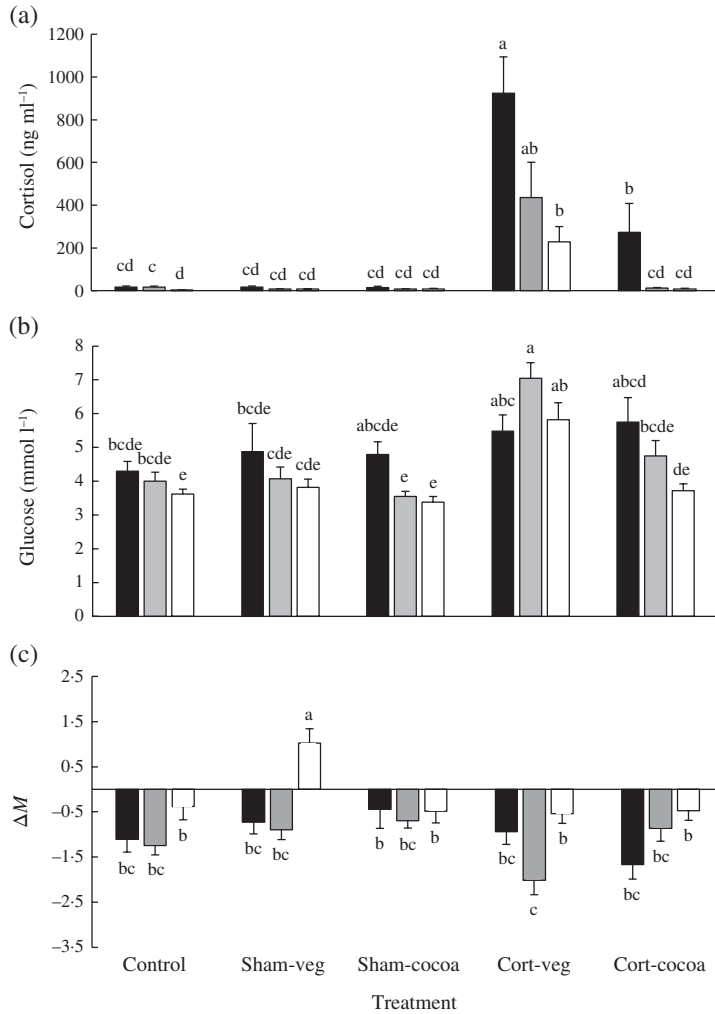 (a)
1200
1000
800
600
400
200
0
Cortisol (ng ml⁻¹)
cd c d
cd cd cd
cd cd cd
a ab b
b cd cd
(b)
8
7
6
5
4
3
2
1
0
Glucose (mmol l⁻¹)
bcde bcde e
bcde cde cde
abcde e e
abc a ab
abcd bcde de
(c)
2·5
1·5
0·5
−0·5
−1·5
−2·5
−3·5
ΔM
bc bc b
bc bc a
b bc b
bc c b
bc bc b
Control Sham-veg Sham-cocoa Cort-veg Cort-cocoa
Treatment